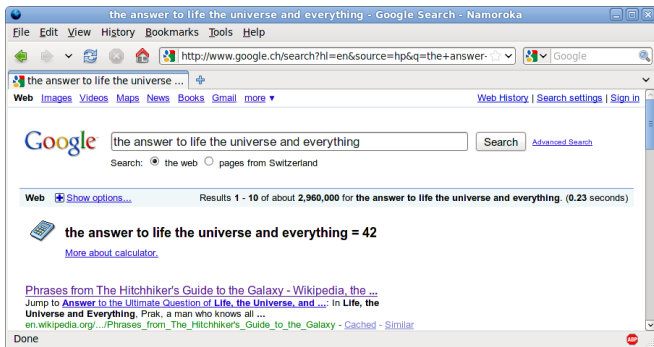 the answer to life the universe and everything - Google Search - Namoroka
File Edit View History Bookmarks Tools Help
http://www.google.ch/search?hl=en&source=hp&q=the+answer- Google
the answer to life the universe ...
Web Images Videos Maps News Books Gmail more ▼ Web History | Search settings | Sign in
Google the answer to life the universe and everything Search Advanced Search
Search: the web pages from Switzerland
Web Show options... Results 1 - 10 of about 2,960,000 for the answer to life the universe and everything. (0.23 seconds)
the answer to life the universe and everything = 42
More about calculator.
Phrases from The Hitchhiker's Guide to the Galaxy - Wikipedia, the ...
Jump to Answer to the Ultimate Question of Life, the Universe, and ...: In Life, the
Universe and Everything, Prak, a man who knows all ...
en.wikipedia.org/.../Phrases_from_The_Hitchhiker's_Guide_to_the_Galaxy - Cached - Similar
Done ABP